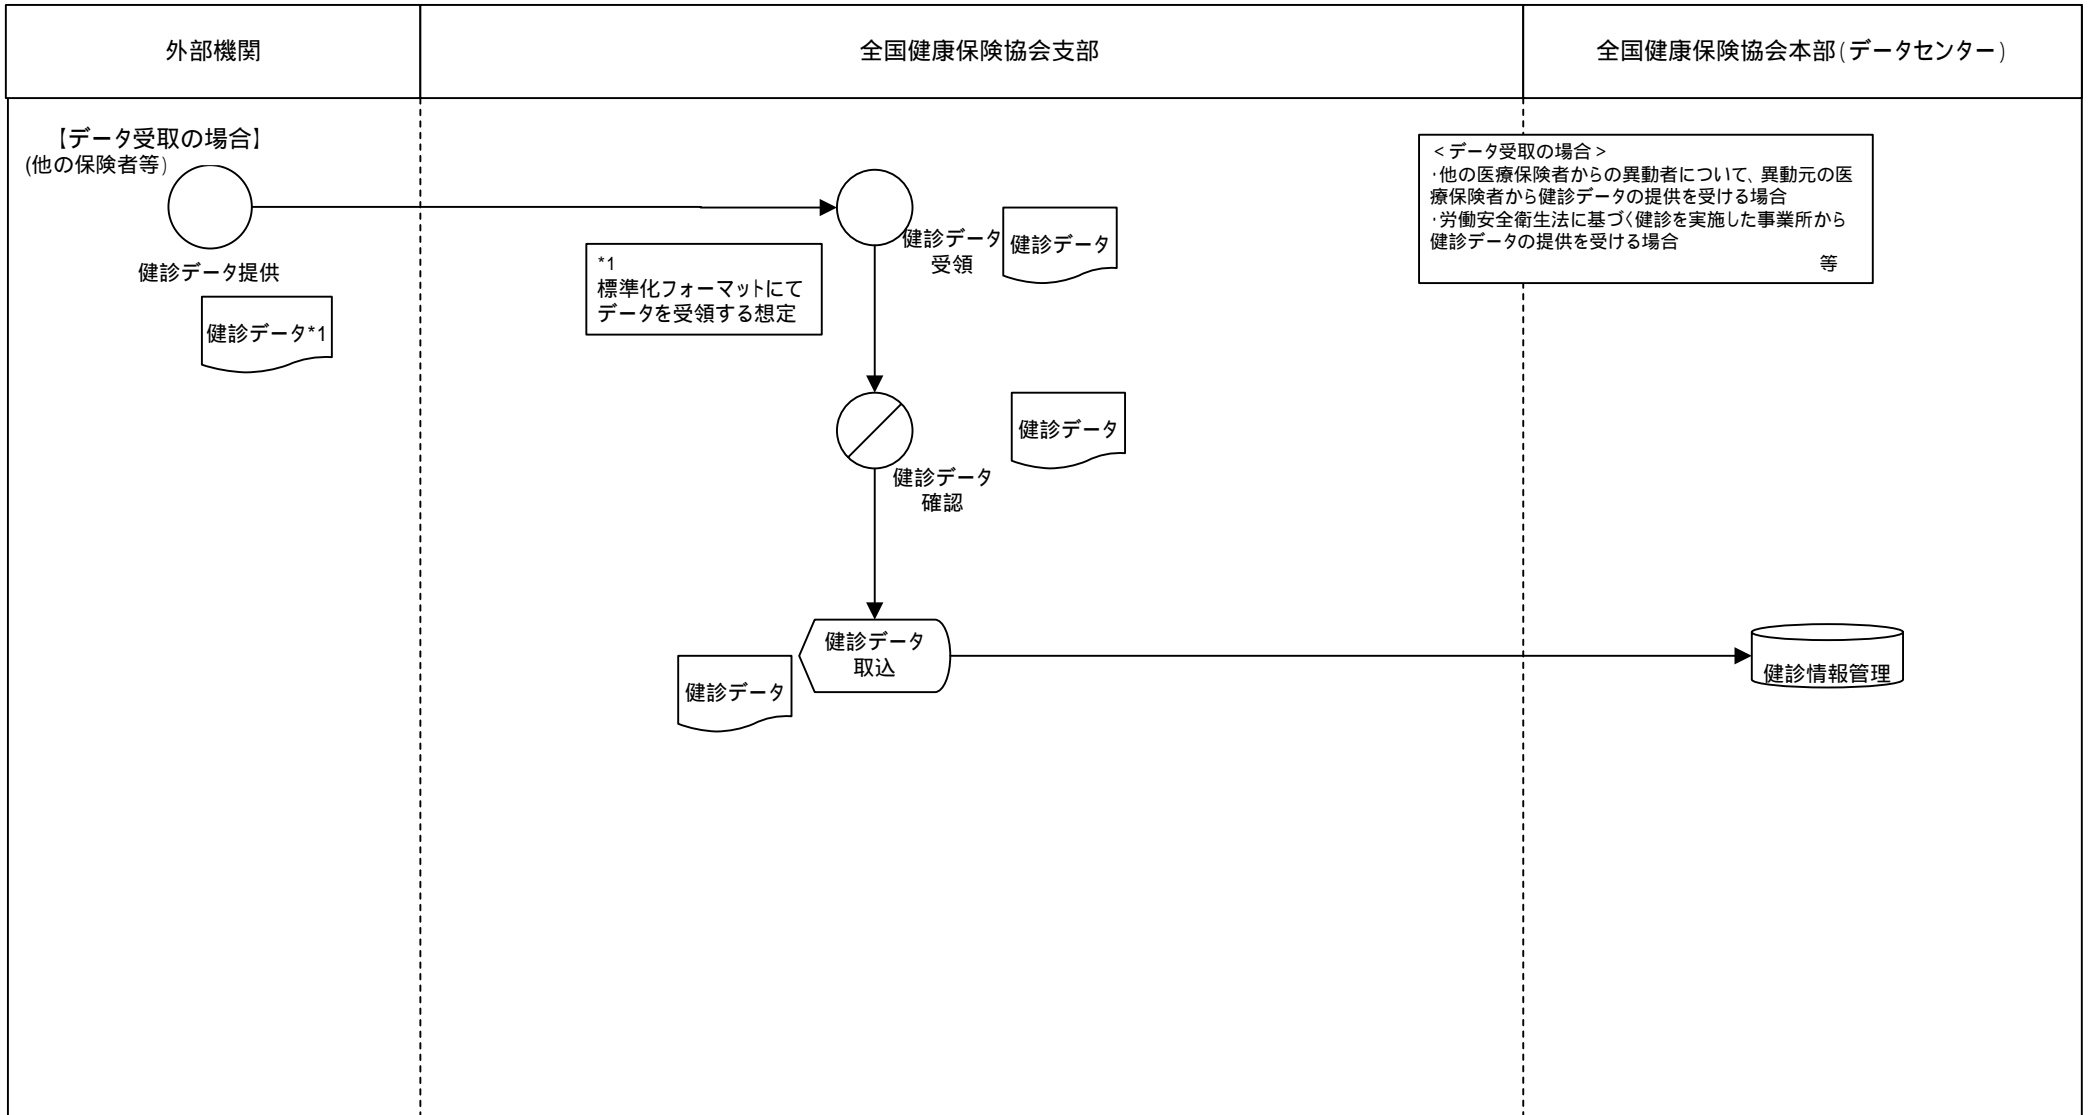 外部機関
全国健康保険協会支部
全国健康保険協会本部(データセンター)
【データ受取の場合】
(他の保険者等)
健診データ提供
健診データ*1
*1
標準化フォーマットにて
データを受領する想定
健診データ
受領
健診データ
<データ受取の場合>
・他の医療保険者からの異動者について、異動元の医
療保険者から健診データの提供を受ける場合
・労働安全衛生法に基づく健診を実施した事業所から
健診データの提供を受ける場合
等
健診データ
確認
健診データ
健診データ
取込
健診データ
健診情報管理